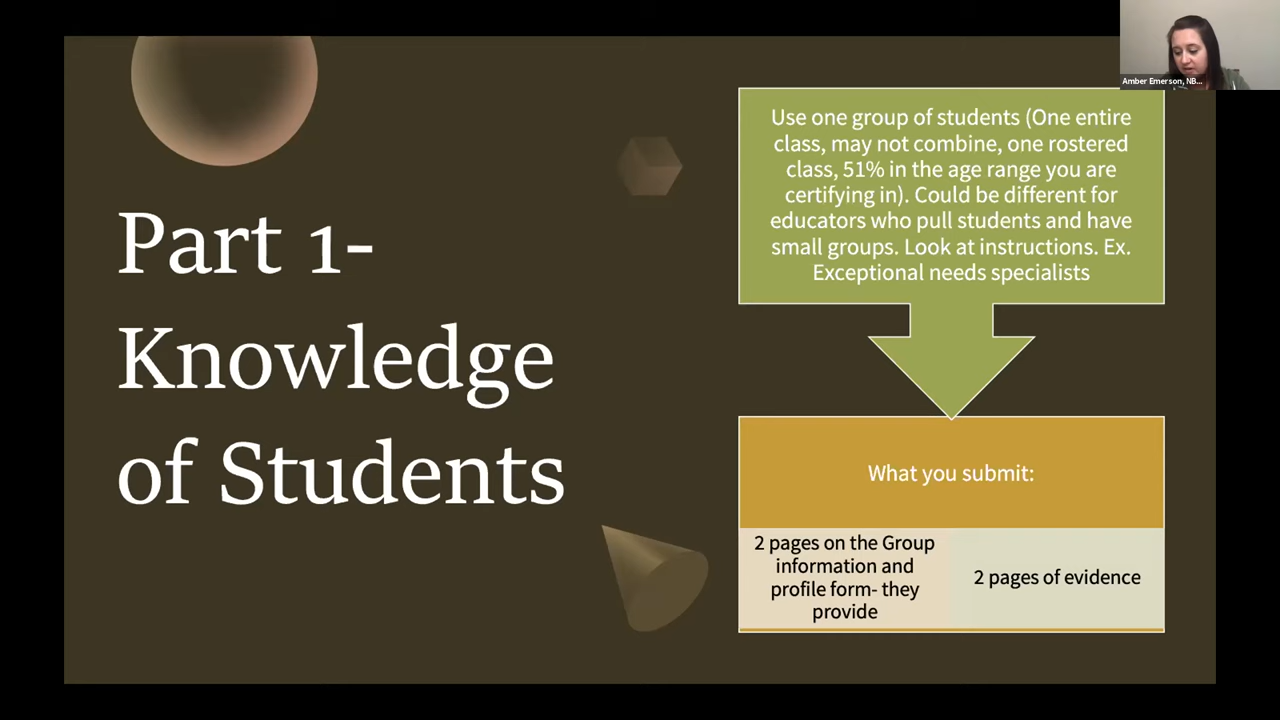 Amber Emerson, NB...
Part 1-
Knowledge
of Students
Use one group of students (One entire
class, may not combine, one rostered
class, 51% in the age range you are
certifying in). Could be different for
educators who pull students and have
small groups. Look at instructions. Ex.
Exceptional needs specialists
What you submit:
2 pages on the Group
information and
profile form- they
provide
2 pages of evidence